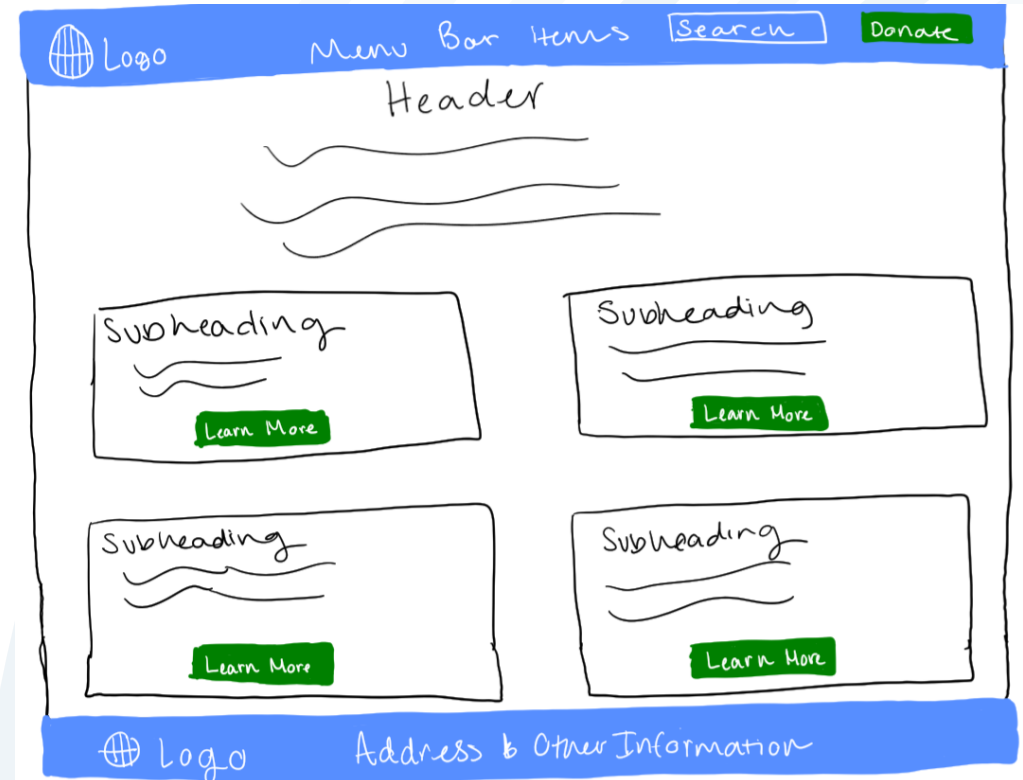 Logo Menu Bar Items Search Donate
Header
Subheading
Learn More
Subheading
Learn More
Subheading
Learn More
Subheading
Learn More
Logo Address & Other Information